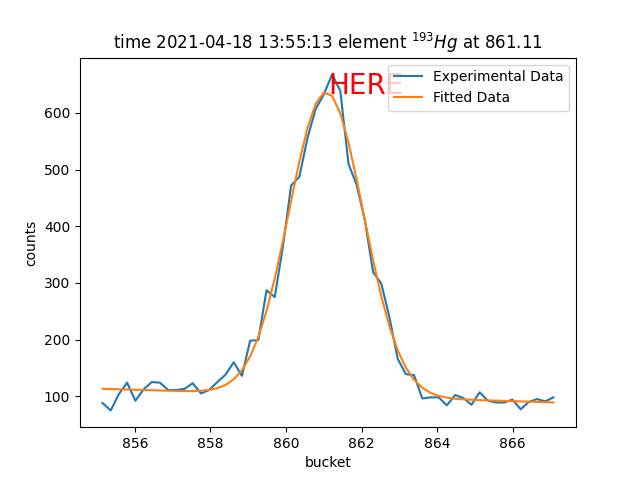 time 2021-04-18 13:55:13 element ¹⁹³Hg at 861.11
HERE
Experimental Data
Fitted Data
counts
600
500
400
300
200
100
856 858 860 862 864 866
bucket